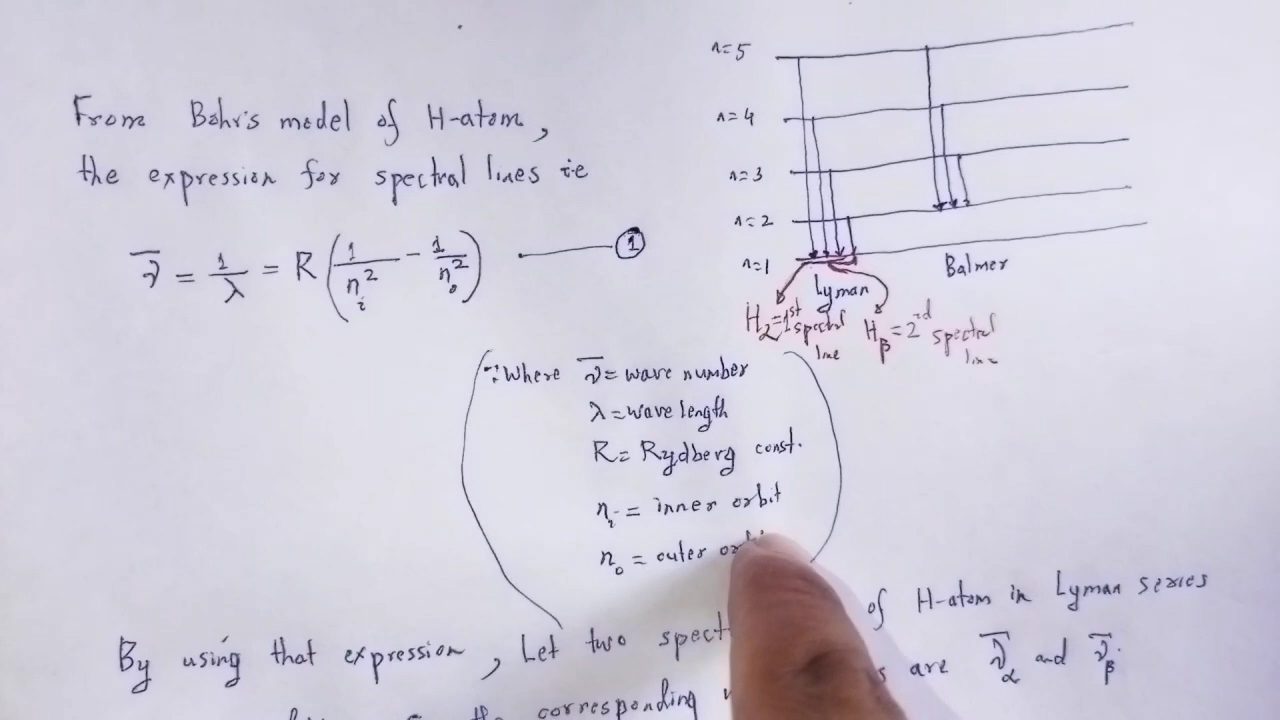 From Bohr's model of H-atom,
the expression for spectral lines ie
ν̅ = 1/λ = R(1/nᵢ² − 1/n₀²) —— ①
n=5
n=4
n=3
n=2
n=1
Lyman
Balmer
H₂=1st spectral line
Hᵦ=2nd spectral line
∵ Where ν̅ = wave number
λ = wave length
R = Rydberg const.
nᵢ = inner orbit
n₀ = outer
By using that expression, Let two of H-atom in Lyman series
the corresponding are ν̅α and ν̅ᵦ.